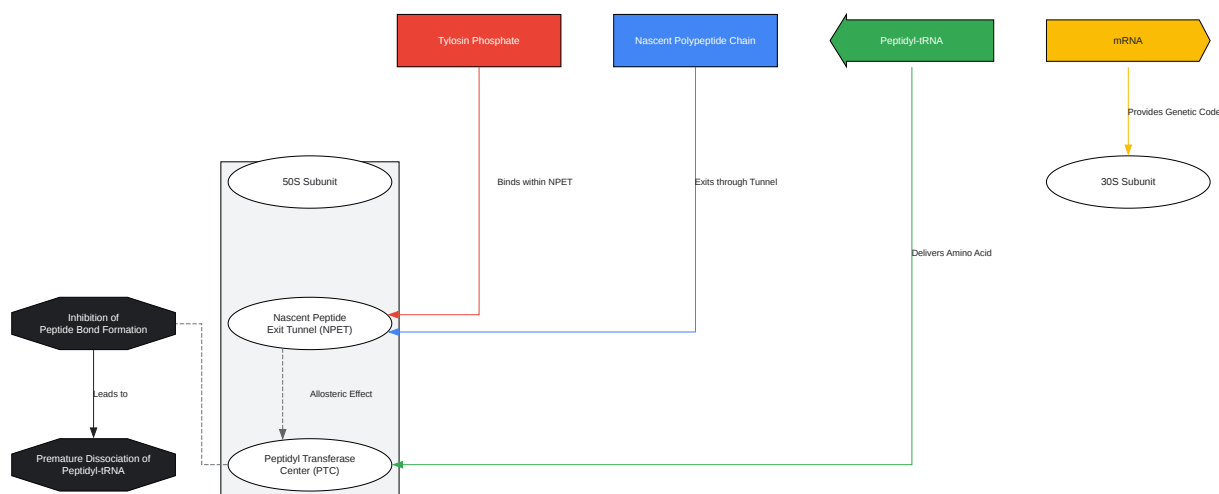 Tylosin Phosphate
Nascent Polypeptide Chain
Peptidyl-tRNA
mRNA
Provides Genetic Code
50S Subunit
Binds within NPET
Exits through Tunnel
30S Subunit
Delivers Amino Acid
Inhibition of
Peptide Bond Formation
Nascent Peptide
Exit Tunnel (NPET)
Leads to
Allosteric Effect
Premature Dissociation of
Peptidyl-tRNA
Peptidyl Transferase
Center (PTC)